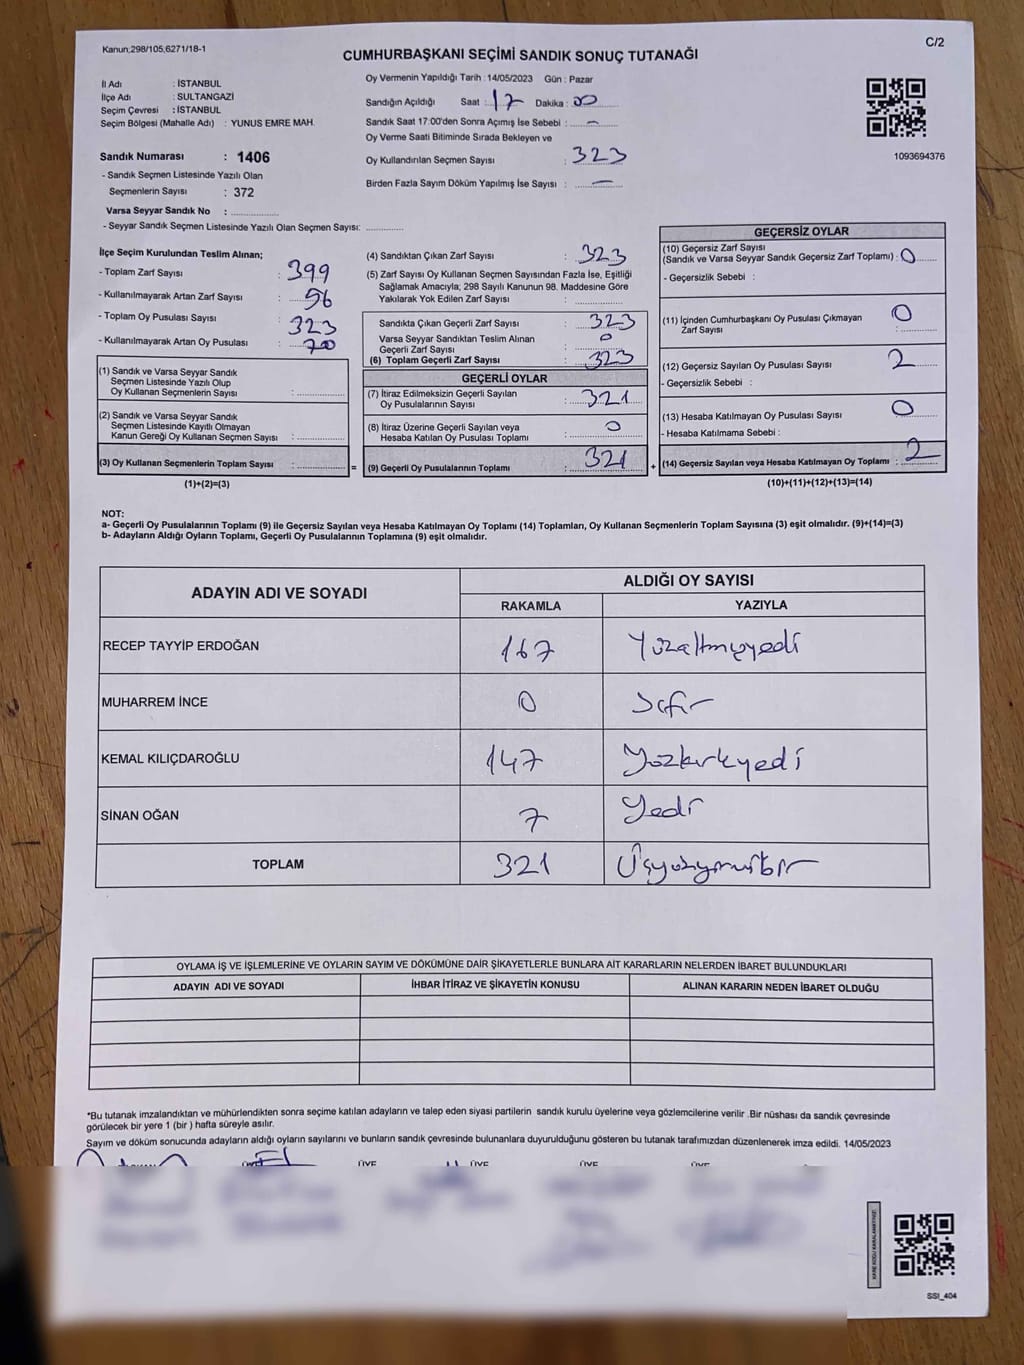 Kanun;298/105,6271/18-1
C/2
CUMHURBAŞKANI SEÇİMİ SANDIK SONUÇ TUTANAĞI
İl Adı : İSTANBUL
İlçe Adı : SULTANGAZİ
Seçim Çevresi : İSTANBUL
Seçim Bölgesi (Mahalle Adı) : YUNUS EMRE MAH.
Sandık Numarası : 1406
- Sandık Seçmen Listesinde Yazılı Olan
Seçmenlerin Sayısı : 372
Varsa Seyyar Sandık No :
- Seyyar Sandık Seçmen Listesinde Yazılı Olan Seçmen Sayısı:
Oy Vermenin Yapıldığı Tarih : 14/05/2023 Gün : Pazar
Sandığın Açıldığı Saat : 17 Dakika : 00
Sandık Saat 17:00'den Sonra Açımış İse Sebebi : -
Oy Verme Saati Bitiminde Sırada Bekleyen ve
Oy Kullandırılan Seçmen Sayısı : 323
Birden Fazla Sayım Döküm Yapılmış İse Sayısı : -
1093694376
İlçe Seçim Kurulundan Teslim Alınan;
- Toplam Zarf Sayısı : 399
- Kullanılmayarak Artan Zarf Sayısı : 96
- Toplam Oy Pusulası Sayısı : 323
- Kullanılmayarak Artan Oy Pusulası : 700
(1) Sandık ve Varsa Seyyar Sandık
Seçmen Listesinde Yazılı Olup
Oy Kullanan Seçmenlerin Sayısı :
(2) Sandık ve Varsa Seyyar Sandık
Seçmen Listesinde Kayıtlı Olmayan
Kanun Gereği Oy Kullanan Seçmen Sayısı :
(3) Oy Kullanan Seçmenlerin Toplam Sayısı : =
(1)+(2)=(3)
(4) Sandıktan Çıkan Zarf Sayısı : 323
(5) Zarf Sayısı Oy Kullanan Seçmen Sayısından Fazla İse, Eşitliği
Sağlamak Amacıyla; 298 Sayılı Kanunun 98. Maddesine Göre
Yakılarak Yok Edilen Zarf Sayısı :
Sandıkta Çıkan Geçerli Zarf Sayısı : 323
Varsa Seyyar Sandıktan Teslim Alınan
Geçerli Zarf Sayısı : 0
(6) Toplam Geçerli Zarf Sayısı : 323
GEÇERLİ OYLAR
(7) İtiraz Edilmeksizin Geçerli Sayılan
Oy Pusulalarının Sayısı : 321
(8) İtiraz Üzerine Geçerli Sayılan veya
Hesaba Katılan Oy Pusulası Toplamı : 0
(9) Geçerli Oy Pusulalarının Toplamı : 321 +
GEÇERSİZ OYLAR
(10) Geçersiz Zarf Sayısı
(Sandık ve Varsa Seyyar Sandık Geçersiz Zarf Toplamı) : 0
- Geçersizlik Sebebi :
(11) İçinden Cumhurbaşkanı Oy Pusulası Çıkmayan
Zarf Sayısı : 0
(12) Geçersiz Sayılan Oy Pusulası Sayısı : 2
- Geçersizlik Sebebi :
(13) Hesaba Katılmayan Oy Pusulası Sayısı : 0
- Hesaba Katılmama Sebebi :
(14) Geçersiz Sayılan veya Hesaba Katılmayan Oy Toplamı : 2
(10)+(11)+(12)+(13)=(14)
NOT:
a- Geçerli Oy Pusulalarının Toplamı (9) ile Geçersiz Sayılan veya Hesaba Katılmayan Oy Toplamı (14) Toplamları, Oy Kullanan Seçmenlerin Toplam Sayısına (3) eşit olmalıdır. (9)+(14)=(3)
b- Adayların Aldığı Oyların Toplamı, Geçerli Oy Pusulalarının Toplamına (9) eşit olmalıdır.
ADAYIN ADI VE SOYADI ALDIĞI OY SAYISI
RAKAMLA YAZIYLA
RECEP TAYYİP ERDOĞAN 167 Yüzaltmışyedi
MUHARREM İNCE 0 Sıfır
KEMAL KILIÇDAROĞLU 147 Yüzkırkyedi
SİNAN OĞAN 7 Yedi
TOPLAM 321 Üçyüzyirmibir
OYLAMA İŞ VE İŞLEMLERİNE VE OYLARIN SAYIM VE DÖKÜMÜNE DAİR ŞİKAYETLERLE BUNLARA AİT KARARLARIN NELERDEN İBARET BULUNDUKLARI
ADAYIN ADI VE SOYADI İHBAR İTİRAZ VE ŞİKAYETİN KONUSU ALINAN KARARIN NEDEN İBARET OLDUĞU
*Bu tutanak imzalandıktan ve mühürlendikten sonra seçime katılan adayların ve talep eden siyasi partilerin sandık kurulu üyelerine veya gözlemcilerine verilir .Bir nüshası da sandık çevresinde
görülecek bir yere 1 (bir ) hafta süreyle asılır.
Sayım ve döküm sonucunda adayların aldığı oyların sayılarını ve bunların sandık çevresinde bulunanlara duyurulduğunu gösteren bu tutanak tarafımızdan düzenlenerek imza edildi. 14/05/2023
ÜYE ÜYE ÜYE ÜYE
KARE KODU KARALAMAYINIZ!
SSI_404